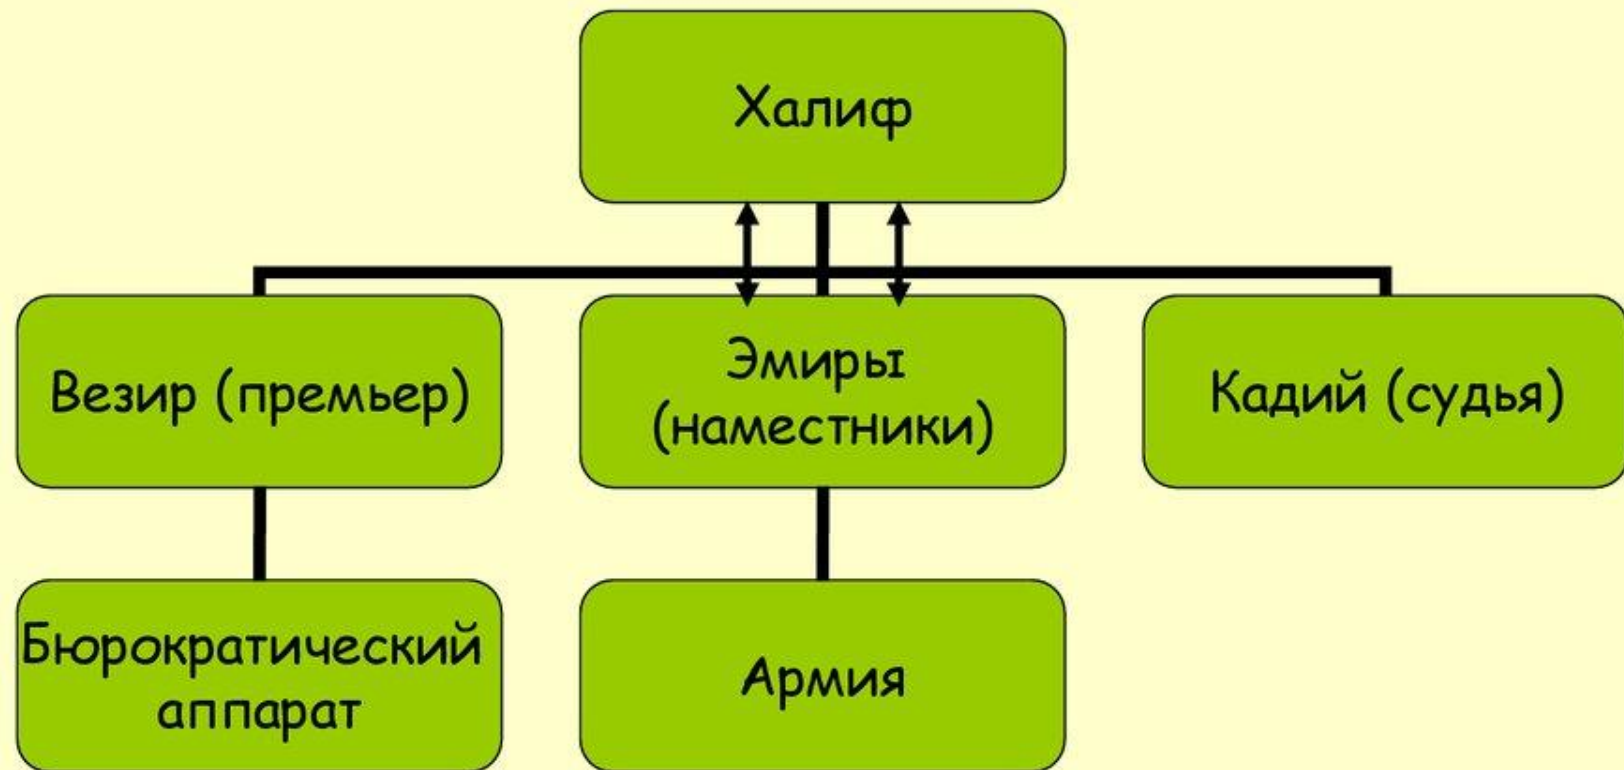 Халиф
Везир (премьер)
Эмиры
(наместники)
Кадий (судья)
Бюрократический
аппарат
Армия